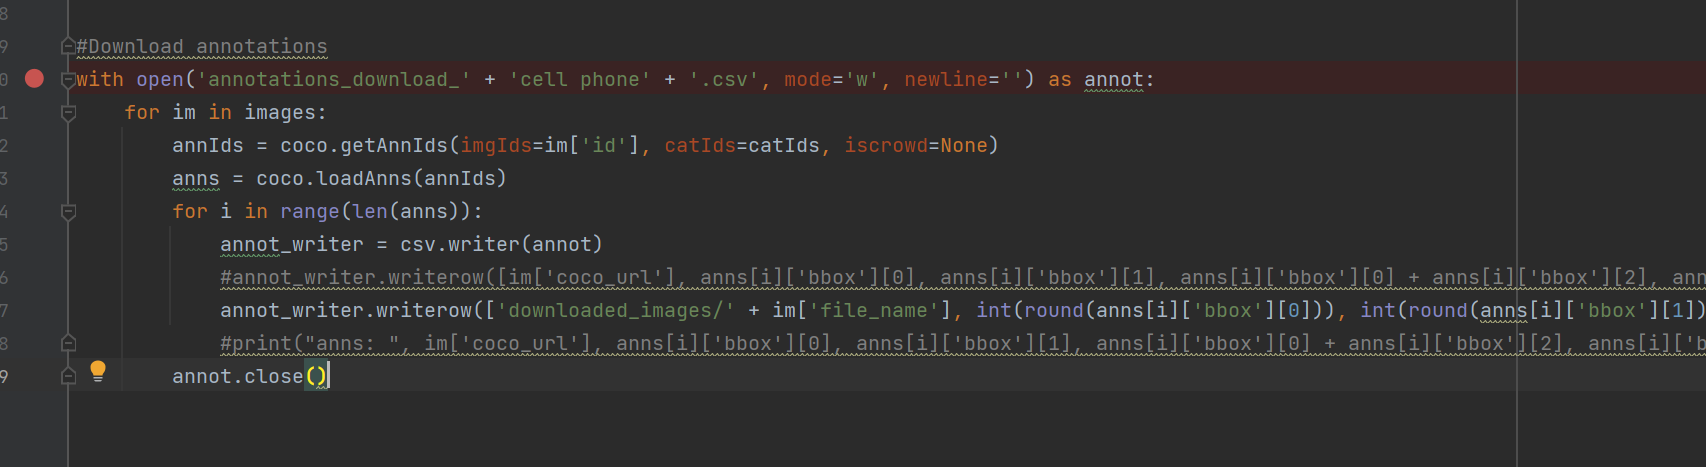 8
9 #Download annotations
0 with open('annotations_download_' + 'cell phone' + '.csv', mode='w', newline='') as annot:
1 for im in images:
2 annIds = coco.getAnnIds(imgIds=im['id'], catIds=catIds, iscrowd=None)
3 anns = coco.loadAnns(annIds)
4 for i in range(len(anns)):
5 annot_writer = csv.writer(annot)
6 #annot_writer.writerow([im['coco_url'], anns[i]['bbox'][0], anns[i]['bbox'][1], anns[i]['bbox'][0] + anns[i]['bbox'][2], ann
7 annot_writer.writerow(['downloaded_images/' + im['file_name'], int(round(anns[i]['bbox'][0])), int(round(anns[i]['bbox'][1])
8 #print("anns: ", im['coco_url'], anns[i]['bbox'][0], anns[i]['bbox'][1], anns[i]['bbox'][0] + anns[i]['bbox'][2], anns[i]['b
9 annot.close()